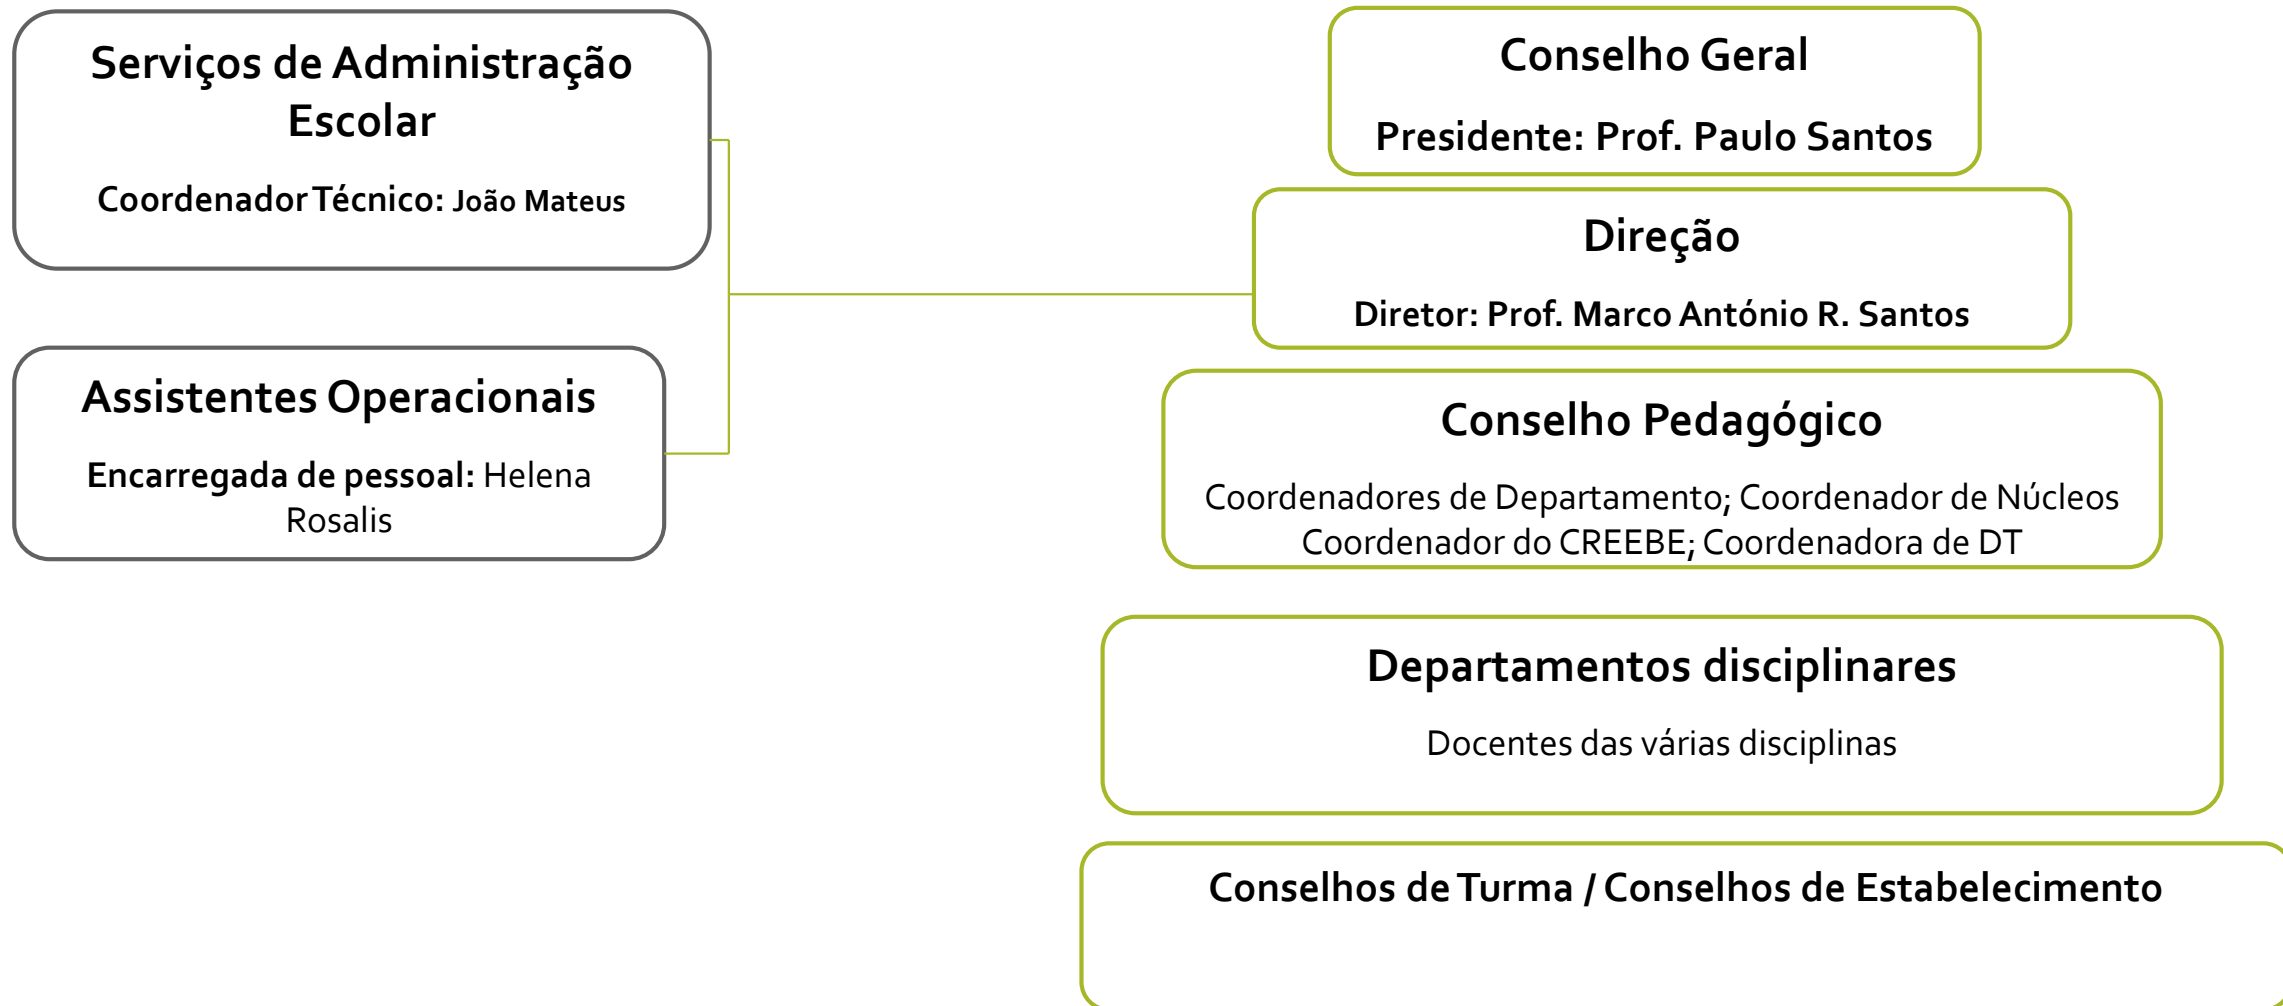 Serviços de Administração
Escolar
Coordenador Técnico: João Mateus
Assistentes Operacionais
Encarregada de pessoal: Helena
Rosalis
Conselho Geral
Presidente: Prof. Paulo Santos
Direção
Diretor: Prof. Marco António R. Santos
Conselho Pedagógico
Coordenadores de Departamento; Coordenador de Núcleos
Coordenador do CREEBE; Coordenadora de DT
Departamentos disciplinares
Docentes das várias disciplinas
Conselhos de Turma / Conselhos de Estabelecimento